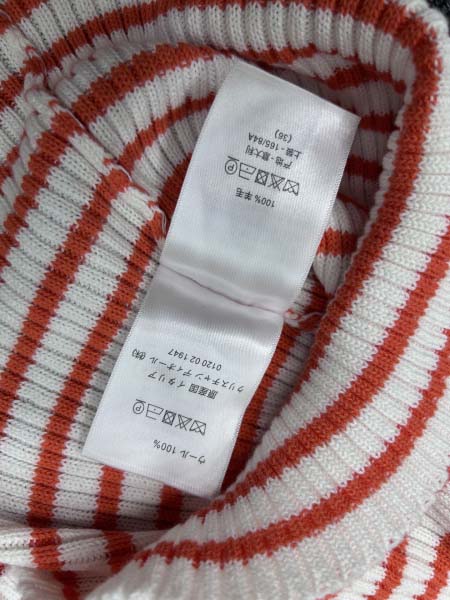 100% 羊毛
产格 - 意大利
上装 - 165/84A
(36)
ウール 100%
原産国 イタリア
クリスチャン ディオール (株)
0120 02 1947